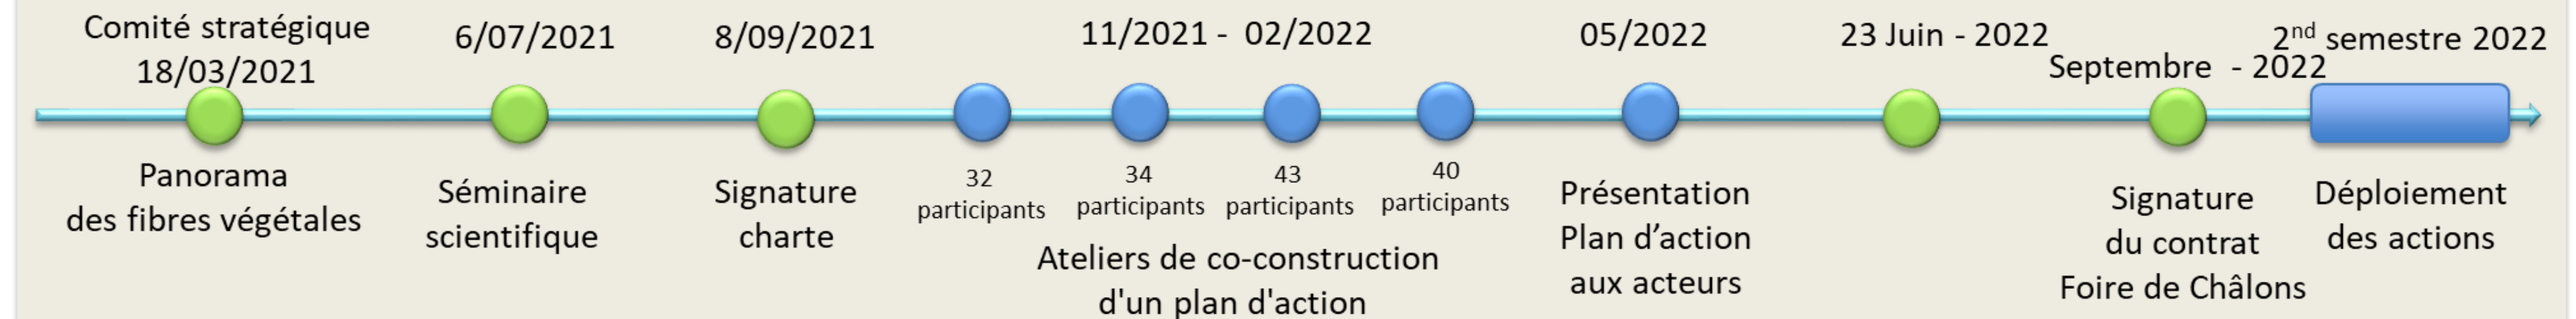 Comité stratégique
18/03/2021
6/07/2021
8/09/2021
11/2021 - 02/2022
05/2022
23 Juin - 2022
Septembre - 2022
2nd semestre 2022
Panorama
des fibres végétales
Séminaire
scientifique
Signature
charte
32
participants
34
participants
43
participants
40
participants
Ateliers de co-construction
d'un plan d'action
Présentation
Plan d’action
aux acteurs
Signature
du contrat
Foire de Châlons
Déploiement
des actions